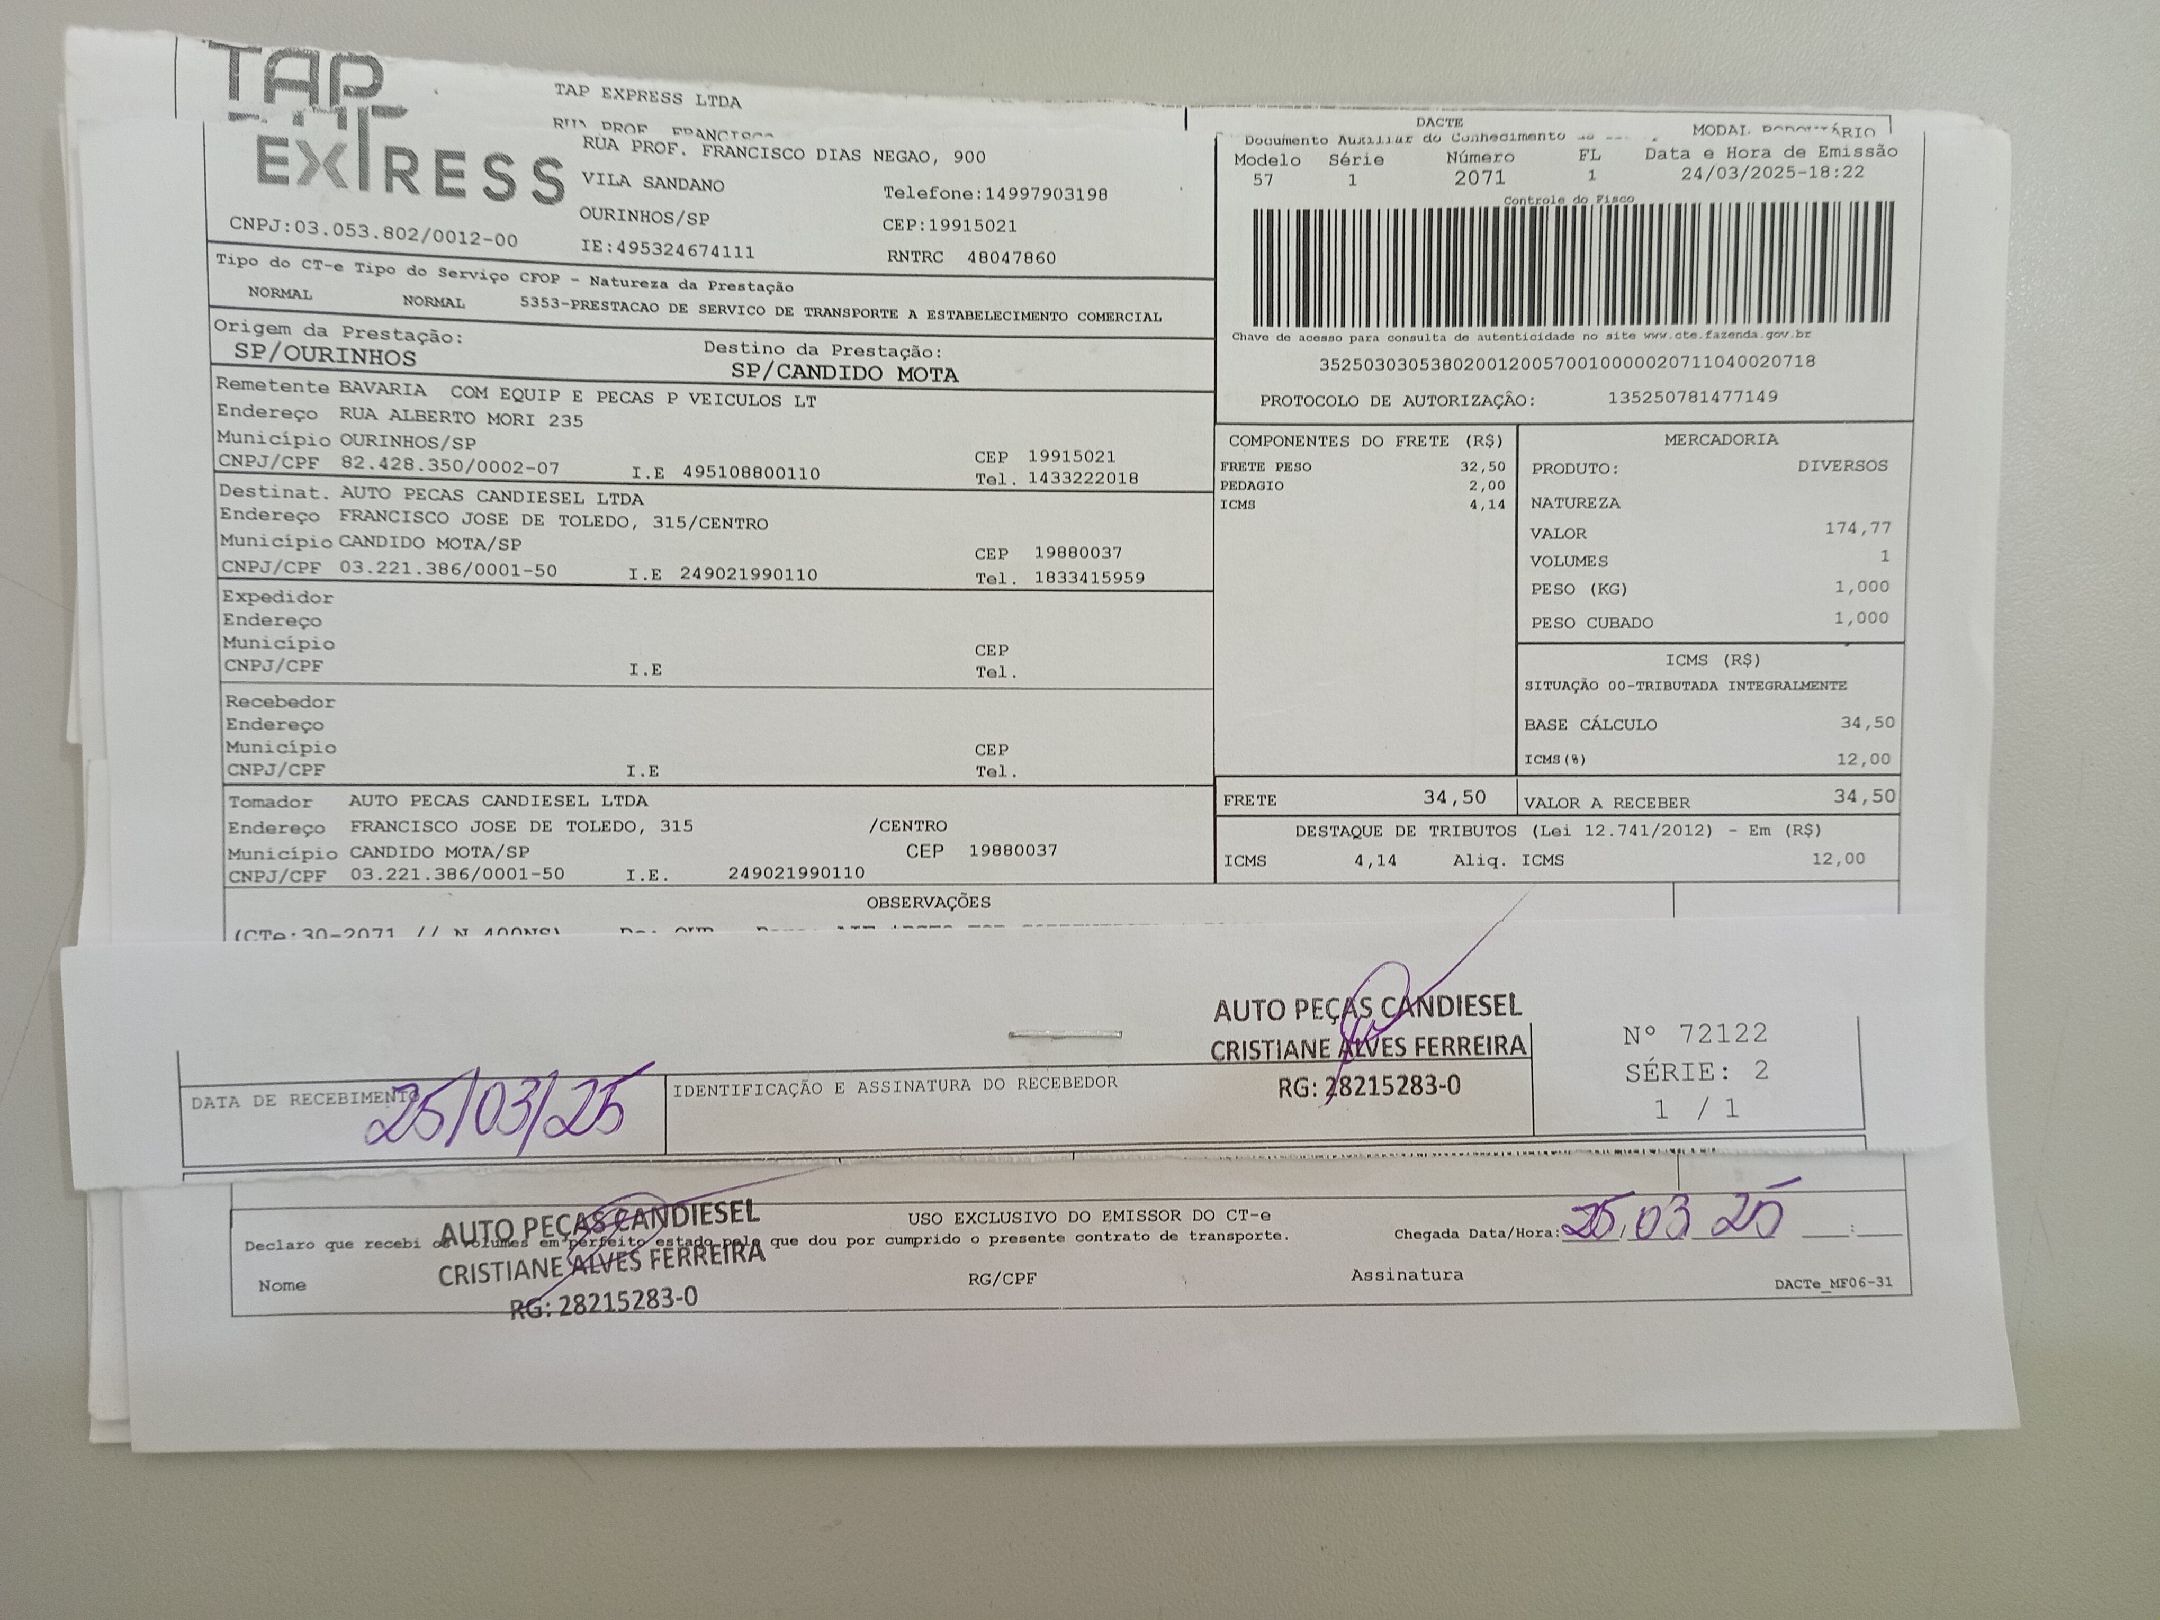 TAP
EXPRESS
TAP EXPRESS LTDA
RUA PROF. FRANCISCO
RUA PROF. FRANCISCO DIAS NEGAO, 900
VILA SANDANO
Telefone:14997903198
OURINHOS/SP
CEP:19915021
CNPJ:03.053.802/0012-00
IE:495324674111
RNTRC 48047860
DACTE
Documento Auxiliar do Conhecimento
MODAL RODOVIÁRIO
Modelo Série Número FL Data e Hora de Emissão
57 1 2071 1 24/03/2025-18:22
Controle do Fisco
Chave de acesso para consulta de autenticidade no site www.cte.fazenda.gov.br
35250303053802001200570010000020711040020718
PROTOCOLO DE AUTORIZAÇÃO: 135250781477149
Tipo do CT-e Tipo do Serviço CFOP - Natureza da Prestação
NORMAL NORMAL 5353-PRESTACAO DE SERVICO DE TRANSPORTE A ESTABELECIMENTO COMERCIAL
Origem da Prestação: Destino da Prestação:
SP/OURINHOS SP/CANDIDO MOTA
Remetente BAVARIA COM EQUIP E PECAS P VEICULOS LT
Endereço RUA ALBERTO MORI 235
Município OURINHOS/SP CEP 19915021
CNPJ/CPF 82.428.350/0002-07 I.E 495108800110 Tel. 1433222018
Destinat. AUTO PECAS CANDIESEL LTDA
Endereço FRANCISCO JOSE DE TOLEDO, 315/CENTRO
Município CANDIDO MOTA/SP CEP 19880037
CNPJ/CPF 03.221.386/0001-50 I.E 249021990110 Tel. 1833415959
Expedidor
Endereço
Município CEP
CNPJ/CPF I.E Tel.
Recebedor
Endereço
Município CEP
CNPJ/CPF I.E Tel.
Tomador AUTO PECAS CANDIESEL LTDA
Endereço FRANCISCO JOSE DE TOLEDO, 315 /CENTRO
Município CANDIDO MOTA/SP CEP 19880037
CNPJ/CPF 03.221.386/0001-50 I.E. 249021990110
COMPONENTES DO FRETE (R$)
FRETE PESO 32,50
PEDAGIO 2,00
ICMS 4,14
MERCADORIA
PRODUTO: DIVERSOS
NATUREZA
VALOR 174,77
VOLUMES 1
PESO (KG) 1,000
PESO CUBADO 1,000
ICMS (R$)
SITUAÇÃO 00-TRIBUTADA INTEGRALMENTE
BASE CÁLCULO 34,50
ICMS(%) 12,00
FRETE 34,50 VALOR A RECEBER 34,50
DESTAQUE DE TRIBUTOS (Lei 12.741/2012) - Em (R$)
ICMS 4,14 Aliq. ICMS 12,00
OBSERVAÇÕES
(CTe:30-2071 //
AUTO PEÇAS CANDIESEL
CRISTIANE ALVES FERREIRA
RG: 28215283-0
Nº 72122
SÉRIE: 2
1 / 1
DATA DE RECEBIMENTO 25/03/25
IDENTIFICAÇÃO E ASSINATURA DO RECEBEDOR
AUTO PEÇAS CANDIESEL
CRISTIANE ALVES FERREIRA
RG: 28215283-0
USO EXCLUSIVO DO EMISSOR DO CT-e
Declaro que recebi os volumes em perfeito estado pelo que dou por cumprido o presente contrato de transporte.
Chegada Data/Hora: 25 03 25 :
Nome RG/CPF Assinatura
DACTe_MF06-31